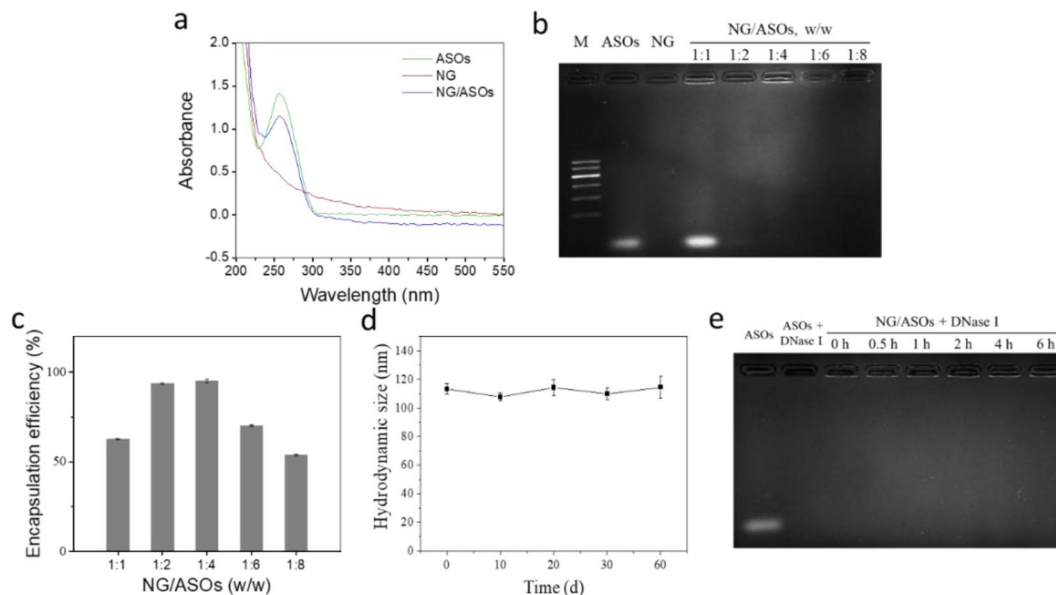 a
2.0
1.5
1.0
0.5
0.0
-0.5
Absorbance
ASOs
NG
NG/ASOs
200 250 300 350 400 450 500 550
Wavelength (nm)
b
NG/ASOs, w/w
M ASOs NG 1:1 1:2 1:4 1:6 1:8
c
Encapsulation efficiency (%)
100
50
0
1:1 1:2 1:4 1:6 1:8
NG/ASOs (w/w)
d
Hydrodynamic size (nm)
140
120
100
80
60
40
20
0
0 10 20 30 60
Time (d)
e
ASOs
ASOs +
DNase I
NG/ASOs + DNase I
0 h 0.5 h 1 h 2 h 4 h 6 h